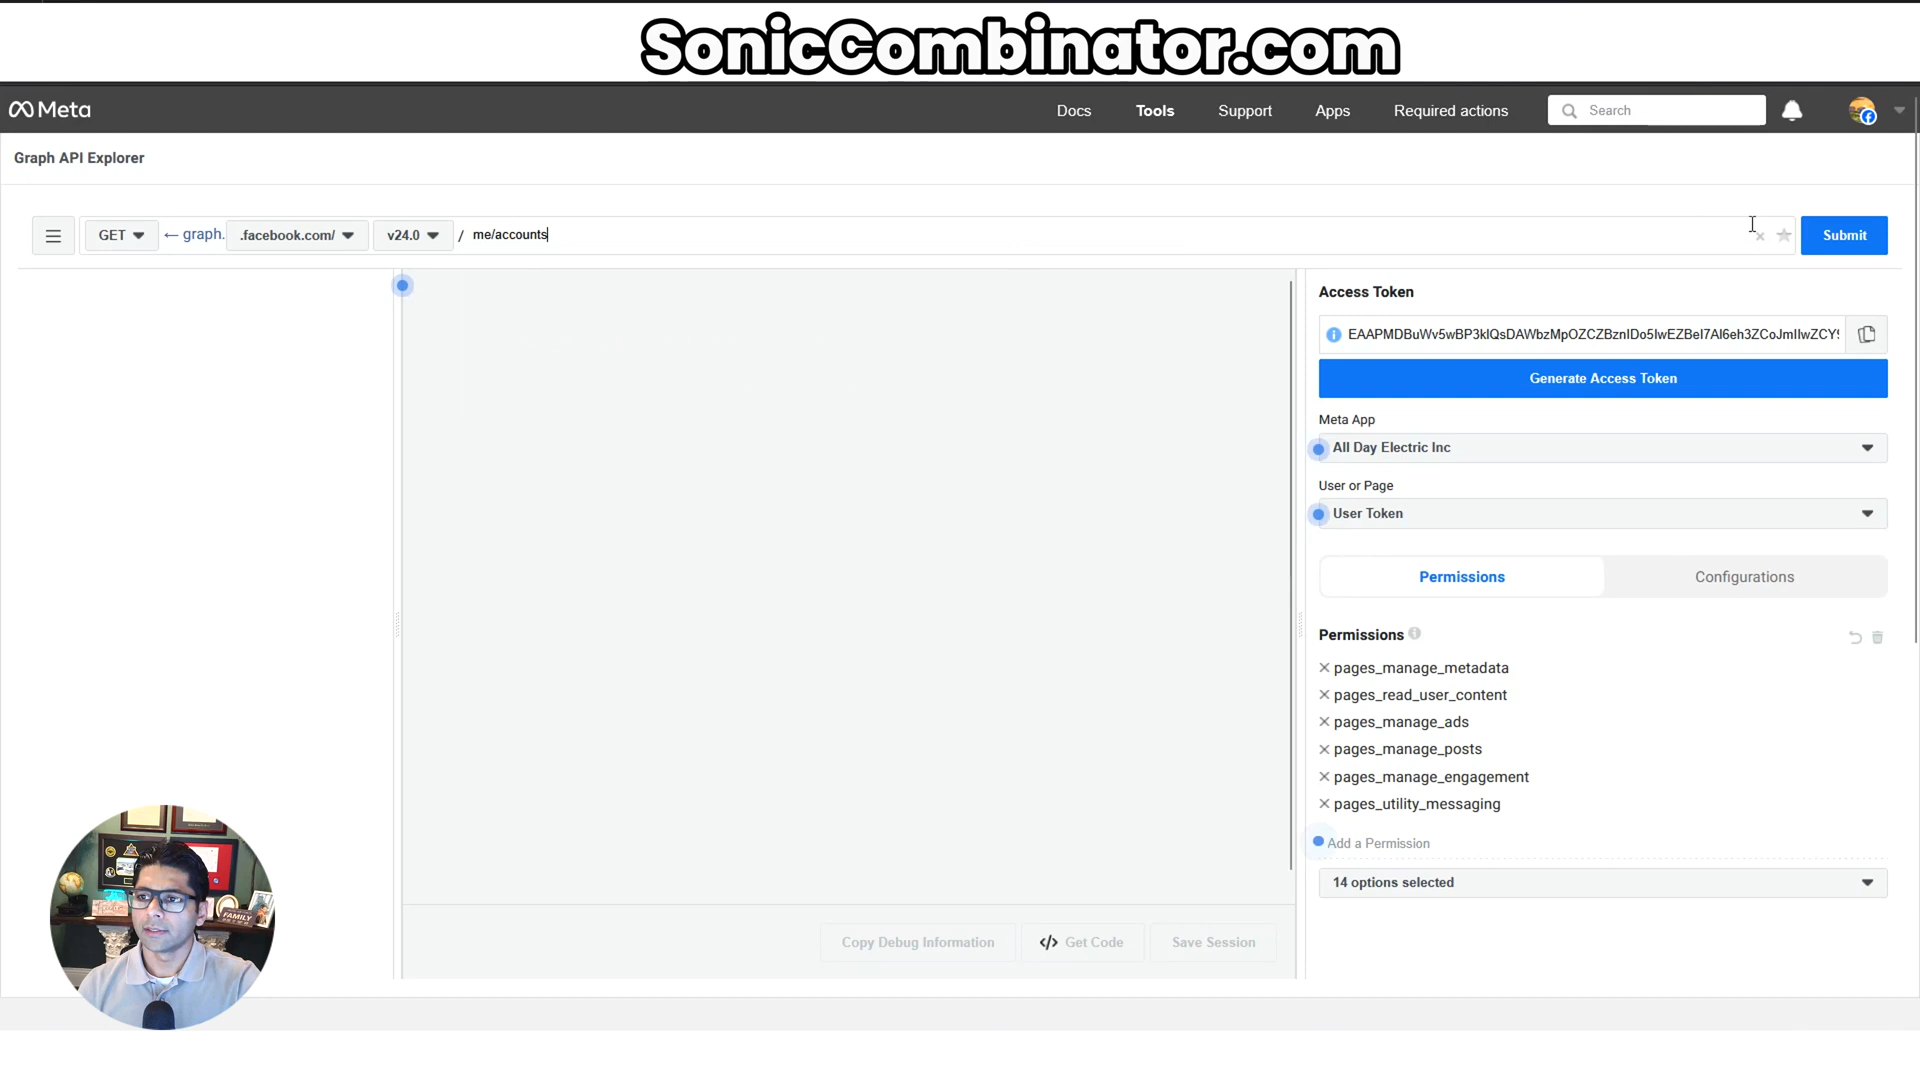 SonicCombinator.com
Meta
Docs
Tools
Support
Apps
Required actions
Search
Graph API Explorer
GET
← graph.
.facebook.com/
v24.0
/
me/accounts
Submit
Access Token
Generate Access Token
Meta App
All Day Electric Inc
User or Page
User Token
Permissions
Configurations
Permissions
pages_manage_metadata
pages_read_user_content
pages_manage_ads
pages_manage_posts
pages_manage_engagement
pages_utility_messaging
Add a Permission
14 options selected
Copy Debug Information
</> Get Code
Save Session
FAMILY